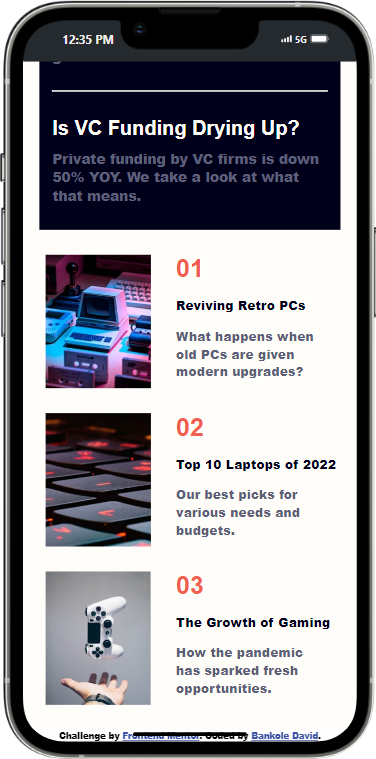 12:35 PM
5G
Is VC Funding Drying Up?
Private funding by VC firms is down
50% YOY. We take a look at what
that means.
01
Reviving Retro PCs
What happens when
old PCs are given
modern upgrades?
02
Top 10 Laptops of 2022
Our best picks for
various needs and
budgets.
03
The Growth of Gaming
How the pandemic
has sparked fresh
opportunities.
Challenge by Frontend Mentor. Coded by Bankole David.